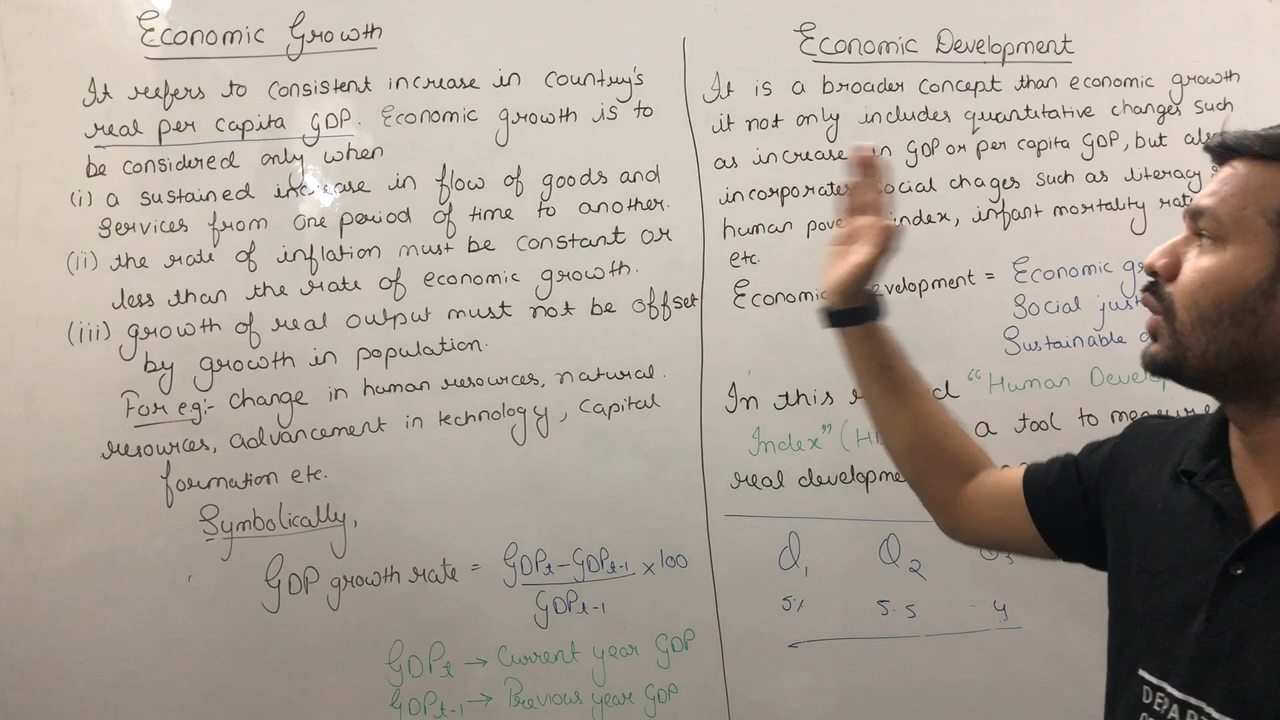 Economic Growth
It refers to consistent increase in country's
real per capita GDP. Economic growth is to
be considered only when
(i) a sustained increase in flow of goods and
services from one period of time to another.
(ii) the rate of inflation must be constant or
less than the rate of economic growth.
(iii) growth of real output must not be offset
by growth in population.
For eg:- change in human resources, natural
resources, advancement in technology, capital
formation etc.
Symbolically,
GDP growth rate = GDPt - GDPt-1 × 100
GDPt-1
GDPt → Current year GDP
GDPt-1 → Previous year GDP
Economic Development
It is a broader concept than economic growth
it not only includes quantitative changes such
as increase in GDP or per capita GDP, but
incorporates social chages such as literacy
human index, infant mortality
etc.
Economic =  Economic
Social
Sustainable
In this "Human
Index" a tool to measure
real
Q1 Q2 Q3
5% 5.5 4